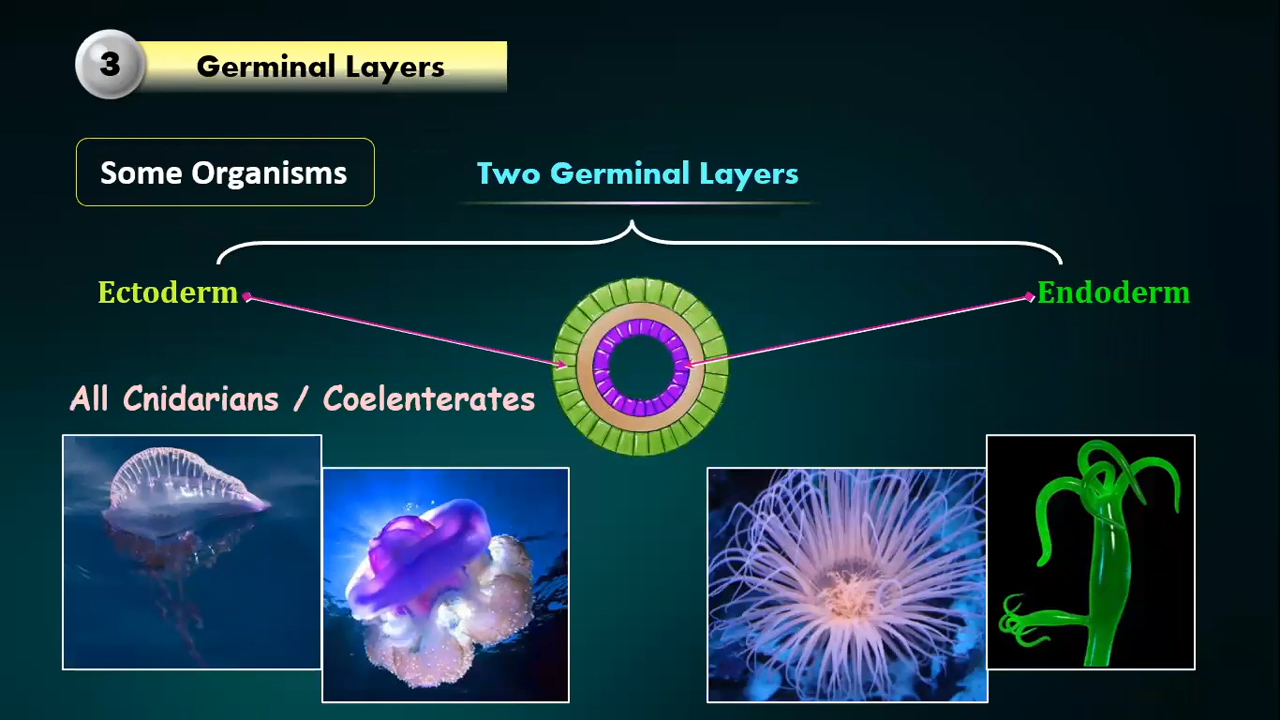 3
Germinal Layers
Some Organisms
Two Germinal Layers
Ectoderm
Endoderm
All Cnidarians / Coelenterates